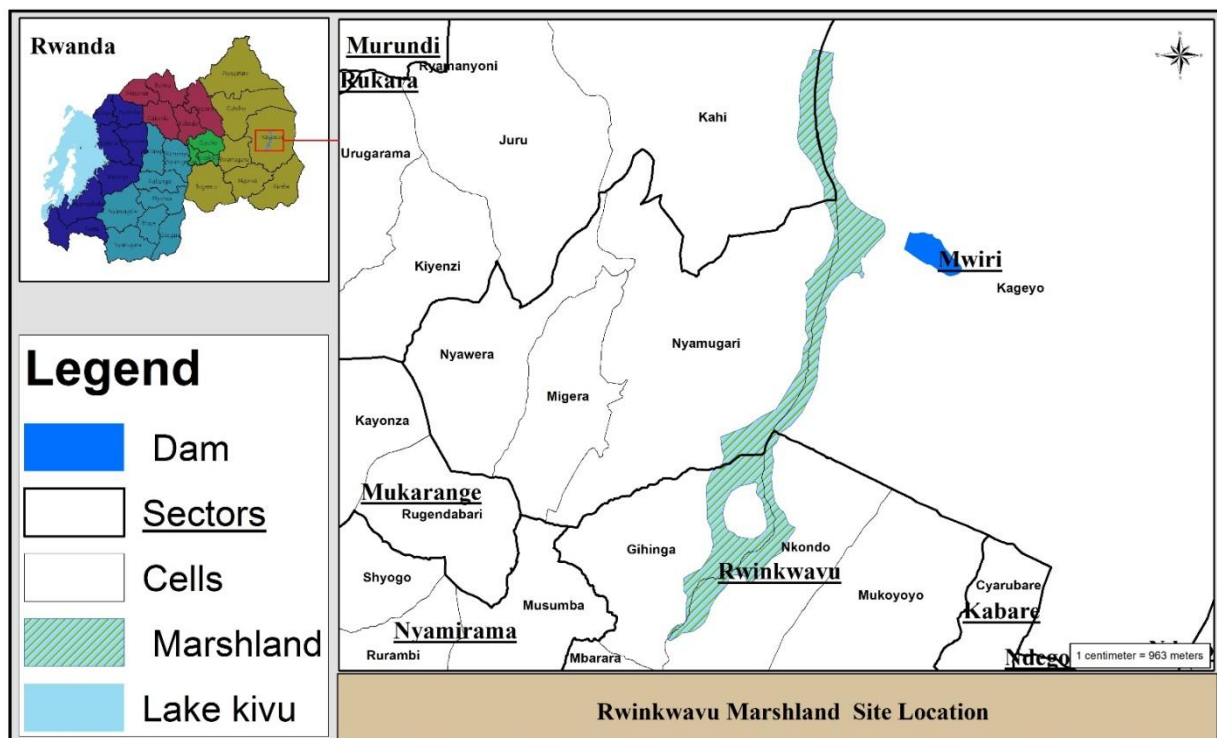 Rwanda
Legend
Dam
Sectors
Cells
Marshland
Lake kivu
Murundi
Ryamanyoni
Rukara
Kahi
Juru
Urugarama
Mwiri
Kageyo
Kiyenzi
Nyawera
Nyamugari
Migera
Kayonza
Mukarange
Rugendabari
Gihinga
Nkondo
Rwinkwavu
Shyogo
Cyarubare
Mukoyoyo
Musumba
Kabare
Nyamirama
Rurambi
Mbarara
Ndego
1 centimeter = 963 meters
Rwinkwavu Marshland Site Location